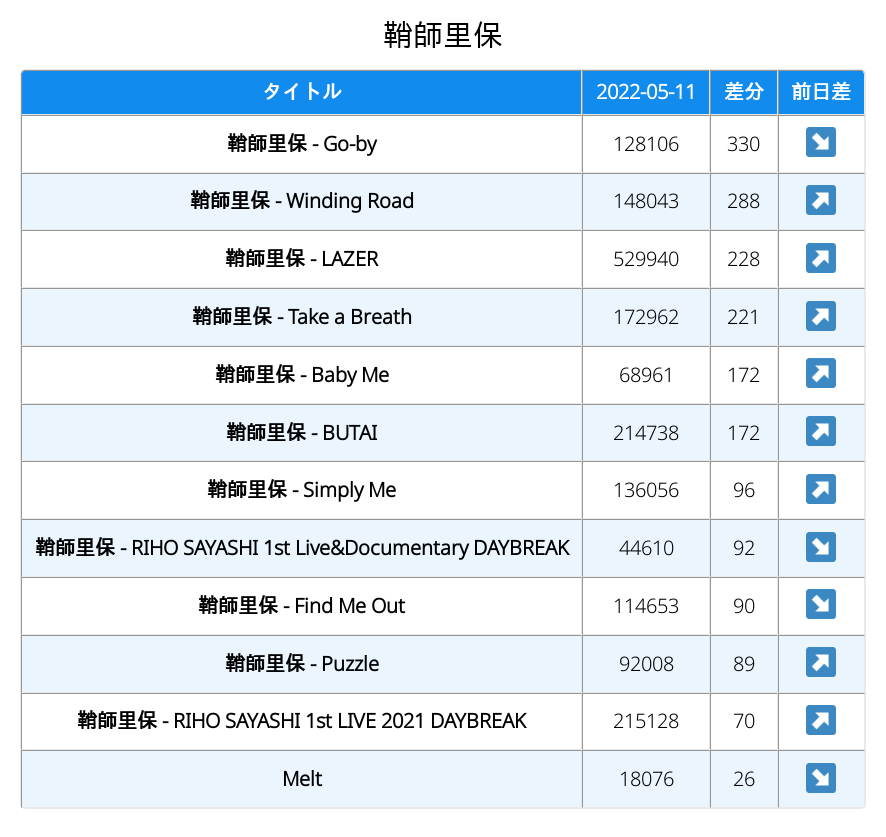 鞘師里保
タイトル 2022-05-11 差分 前日差
鞘師里保 - Go-by 128106 330 ↘
鞘師里保 - Winding Road 148043 288 ↗
鞘師里保 - LAZER 529940 228 ↗
鞘師里保 - Take a Breath 172962 221 ↗
鞘師里保 - Baby Me 68961 172 ↗
鞘師里保 - BUTAI 214738 172 ↗
鞘師里保 - Simply Me 136056 96 ↗
鞘師里保 - RIHO SAYASHI 1st Live&Documentary DAYBREAK 44610 92 ↘
鞘師里保 - Find Me Out 114653 90 ↘
鞘師里保 - Puzzle 92008 89 ↗
鞘師里保 - RIHO SAYASHI 1st LIVE 2021 DAYBREAK 215128 70 ↗
Melt 18076 26 ↘